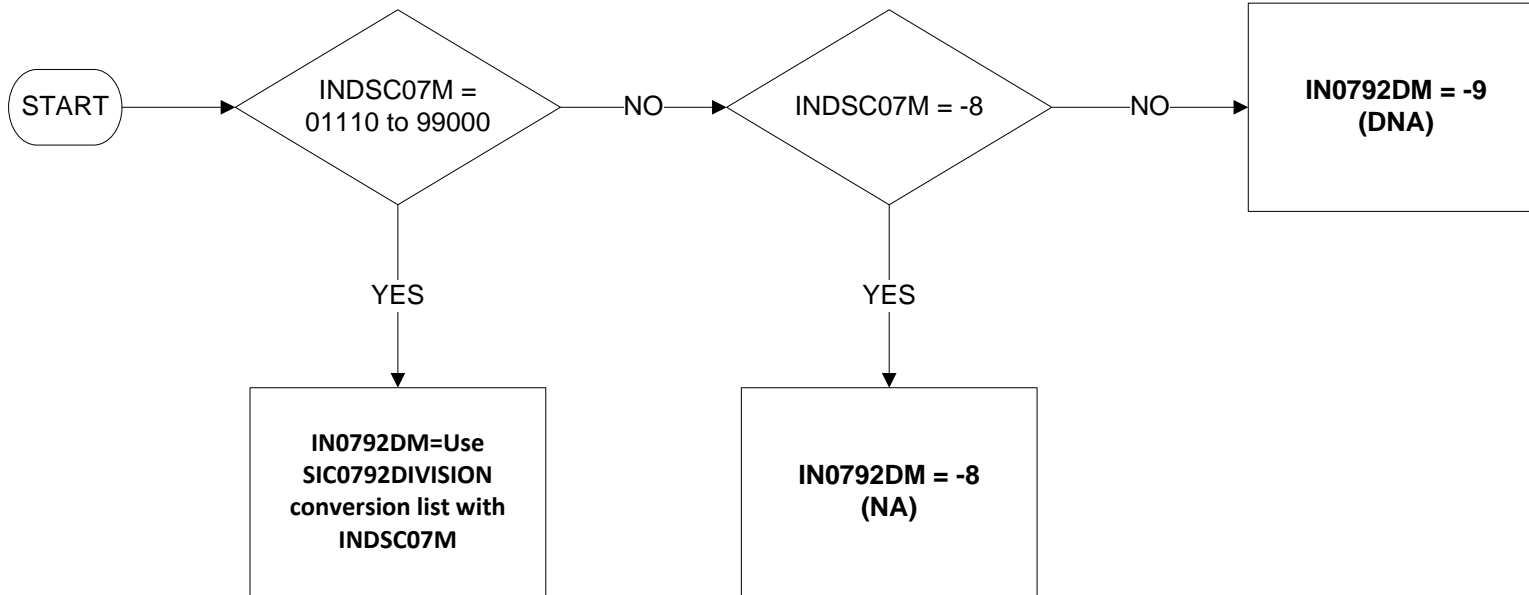 START
INDSC07M =
01110 to 99000
NO
INDSC07M = -8
NO
IN0792DM = -9
(DNA)
YES
YES
IN0792DM=Use
SIC0792DIVISION
conversion list with
INDSC07M
IN0792DM = -8
(NA)